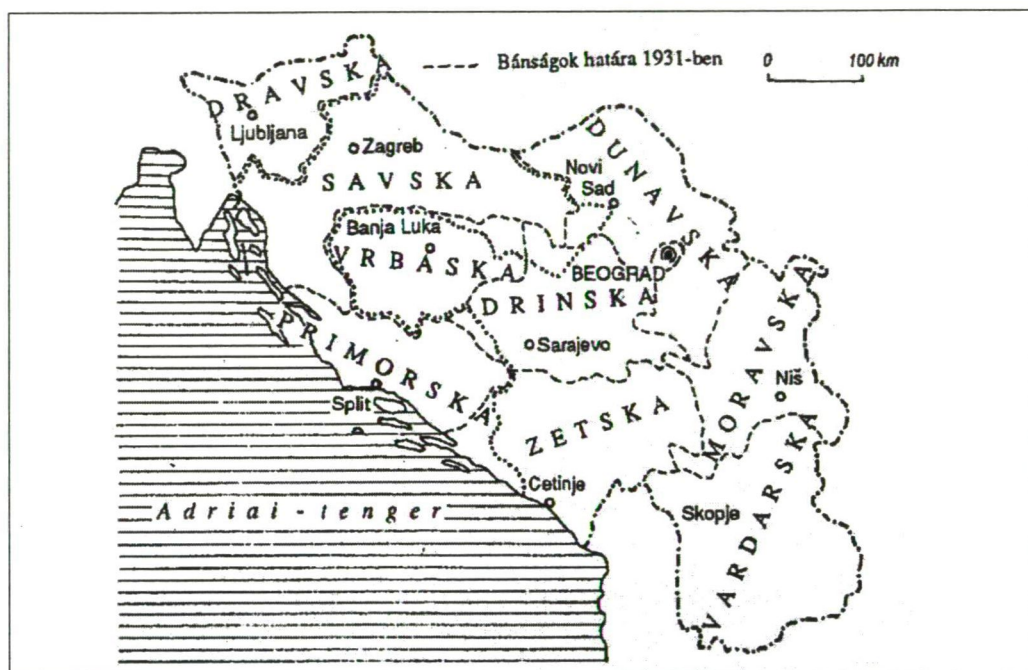 Bánságok határa 1931-ben
0 100 km
DRAVSKA
Ljubljana
Zagreb
SAVSKA
DUNAVSKA
Novi
Sad
Banja Luka
VRBASKA
BEOGRAD
DRINSKA
Sarajevo
PRIMORSKA
Split
MORAVSKA
Niš
ZETSKA
Cetinje
Skopje
VARDARSKA
Adriai-tenger